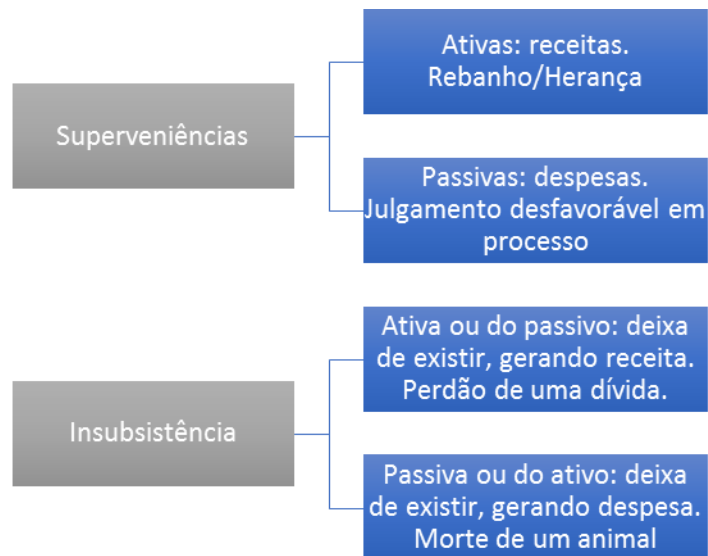 Superveniências
Ativas: receitas.
Rebanho/Herança
Passivas: despesas.
Julgamento desfavorável em
processo
Insubsistência
Ativa ou do passivo: deixa
de existir, gerando receita.
Perdão de uma dívida.
Passiva ou do ativo: deixa
de existir, gerando despesa.
Morte de um animal